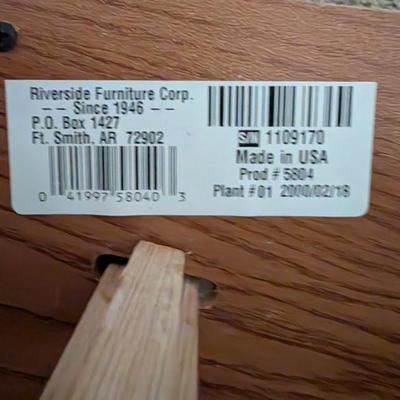 Riverside Furniture Corp.
-- Since 1946 --
P.O. Box 1427
Ft. Smith, AR 72902
0 41997 58040 3
S/N 1109170
Made in USA
Prod # 5804
Plant # 01 2000/02/18